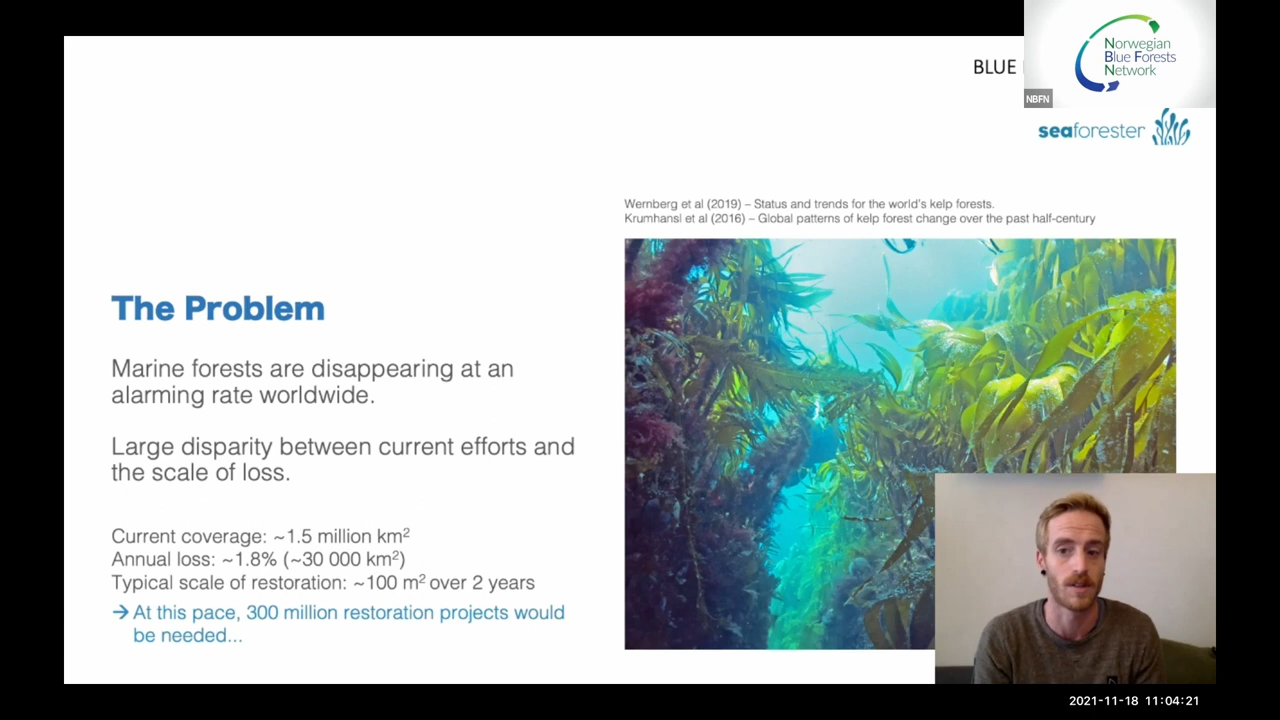 BLUE
Norwegian
Blue Forests
Network
NBFN
seaforester
Wernberg et al (2019) – Status and trends for the world's kelp forests.
Krumhansl et al (2016) – Global patterns of kelp forest change over the past half-century
The Problem
Marine forests are disappearing at an
alarming rate worldwide.
Large disparity between current efforts and
the scale of loss.
Current coverage: ~1.5 million km²
Annual loss: ~1.8% (~30 000 km²)
Typical scale of restoration: ~100 m² over 2 years
→ At this pace, 300 million restoration projects would
be needed...
2021-11-18 11:04:21